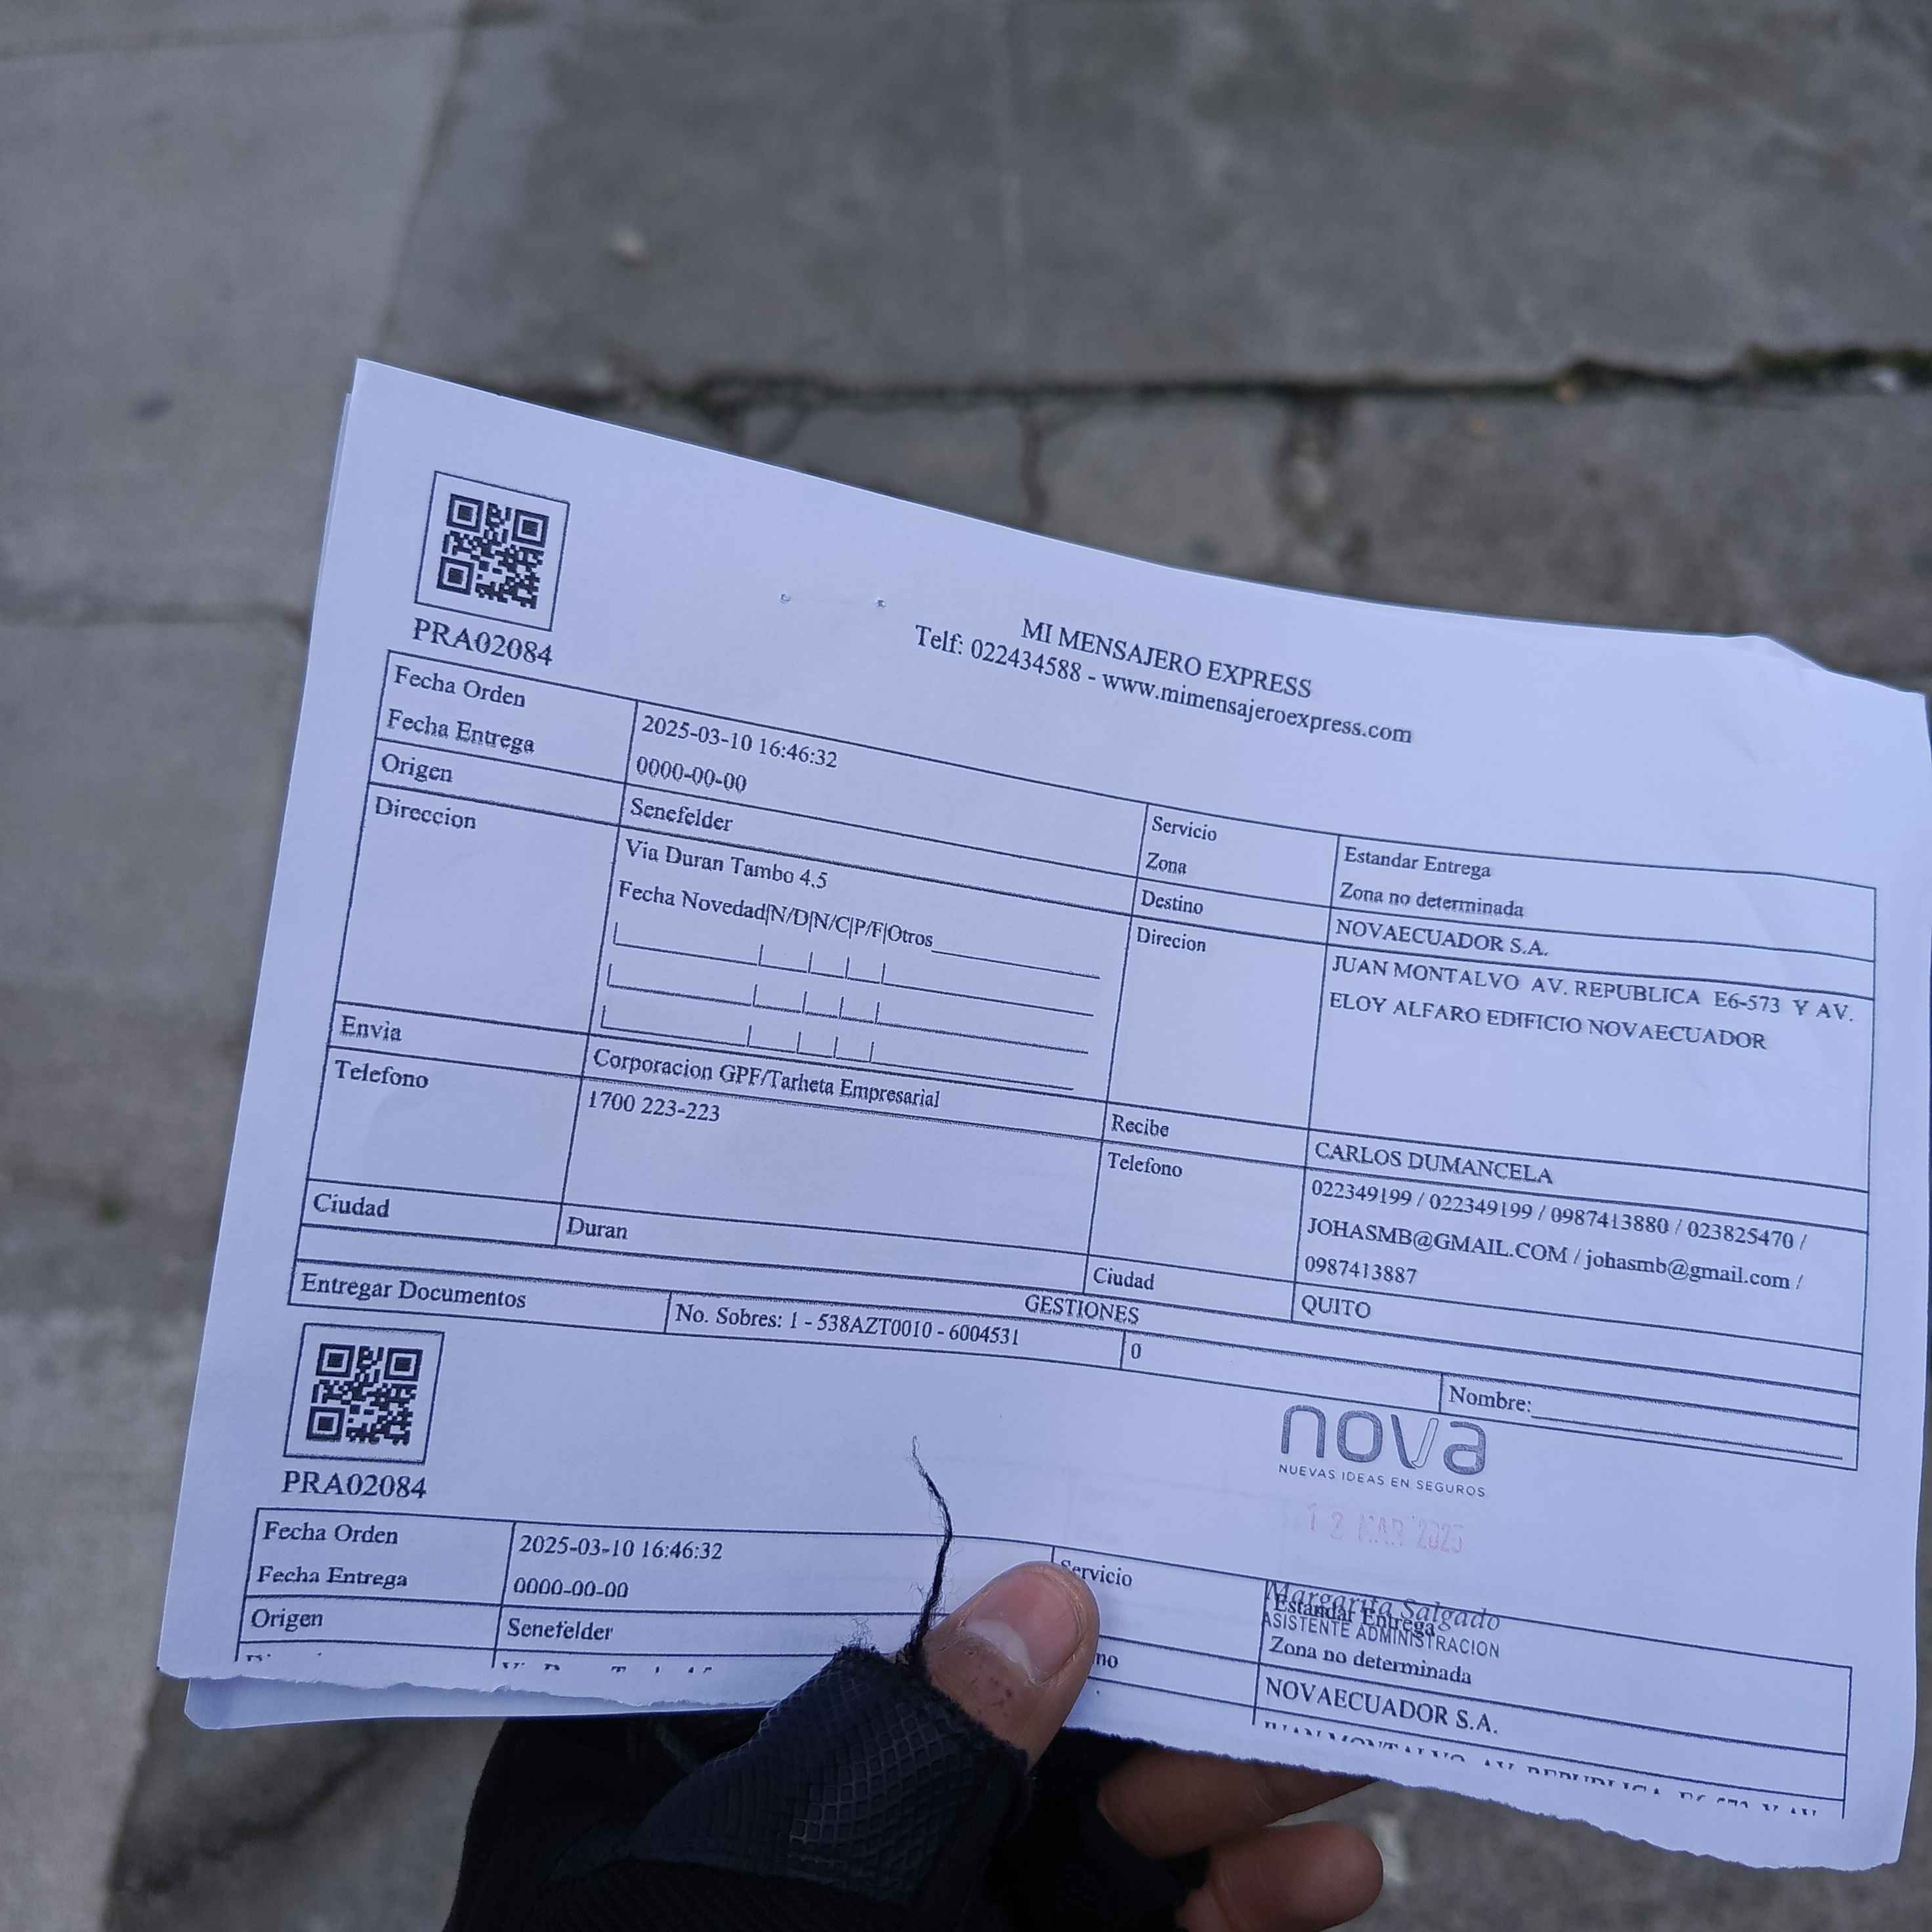 PRA02084
MI MENSAJERO EXPRESS
Telf: 022434588 - www.mimensajeroexpress.com
Fecha Orden 2025-03-10 16:46:32 Servicio Estandar Entrega
Fecha Entrega 0000-00-00 Zona Zona no determinada
Origen Senefelder Destino NOVAECUADOR S.A.
Direccion Via Duran Tambo 4.5 Direcion JUAN MONTALVO AV. REPUBLICA E6-573 Y AV.
Fecha Novedad|N/D|N/C|P/F|Otros ELOY ALFARO EDIFICIO NOVAECUADOR
Envia Corporacion GPF/Tarheta Empresarial Recibe CARLOS DUMANCELA
Telefono 1700 223-223 Telefono 022349199 / 022349199 / 0987413880 / 023825470 /
JOHASMB@GMAIL.COM / johasmb@gmail.com /
0987413887
Ciudad Duran Ciudad QUITO
GESTIONES
Entregar Documentos No. Sobres: 1 - 538AZT0010 - 6004531 0 Nombre:
nova
NUEVAS IDEAS EN SEGUROS
12 MAR 2025
PRA02084
Margarita Salgado
ASISTENTE ADMINISTRACION
Fecha Orden 2025-03-10 16:46:32 Servicio Estandar Entrega
Fecha Entrega 0000-00-00 Zona no determinada
Origen Senefelder no NOVAECUADOR S.A.